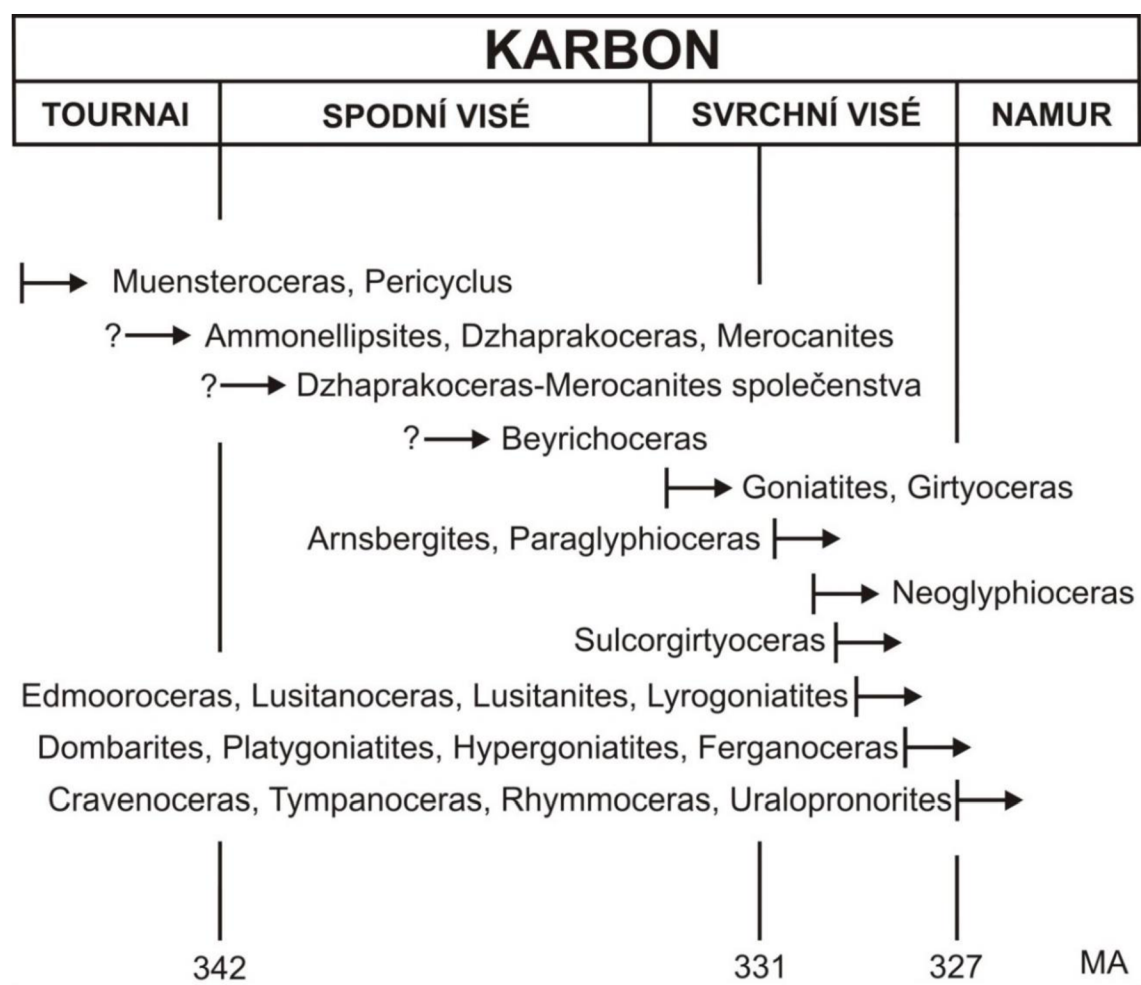 KARBON
TOURNAI SPODNÍ VISÉ SVRCHNÍ VISÉ NAMUR
Muensteroceras, Pericyclus
? Ammonellipsites, Dzhaprakoceras, Merocanites
? Dzhaprakoceras-Merocanites společenstva
? Beyrichoceras
Goniatites, Girtyoceras
Arnsbergites, Paraglyphioceras
Neoglyphioceras
Sulcorgirtyoceras
Edmooroceras, Lusitanoceras, Lusitanites, Lyrogoniatites
Dombarites, Platygoniatites, Hypergoniatites, Ferganoceras
Cravenoceras, Tympanoceras, Rhymmoceras, Uralopronorites
342 331 327 MA